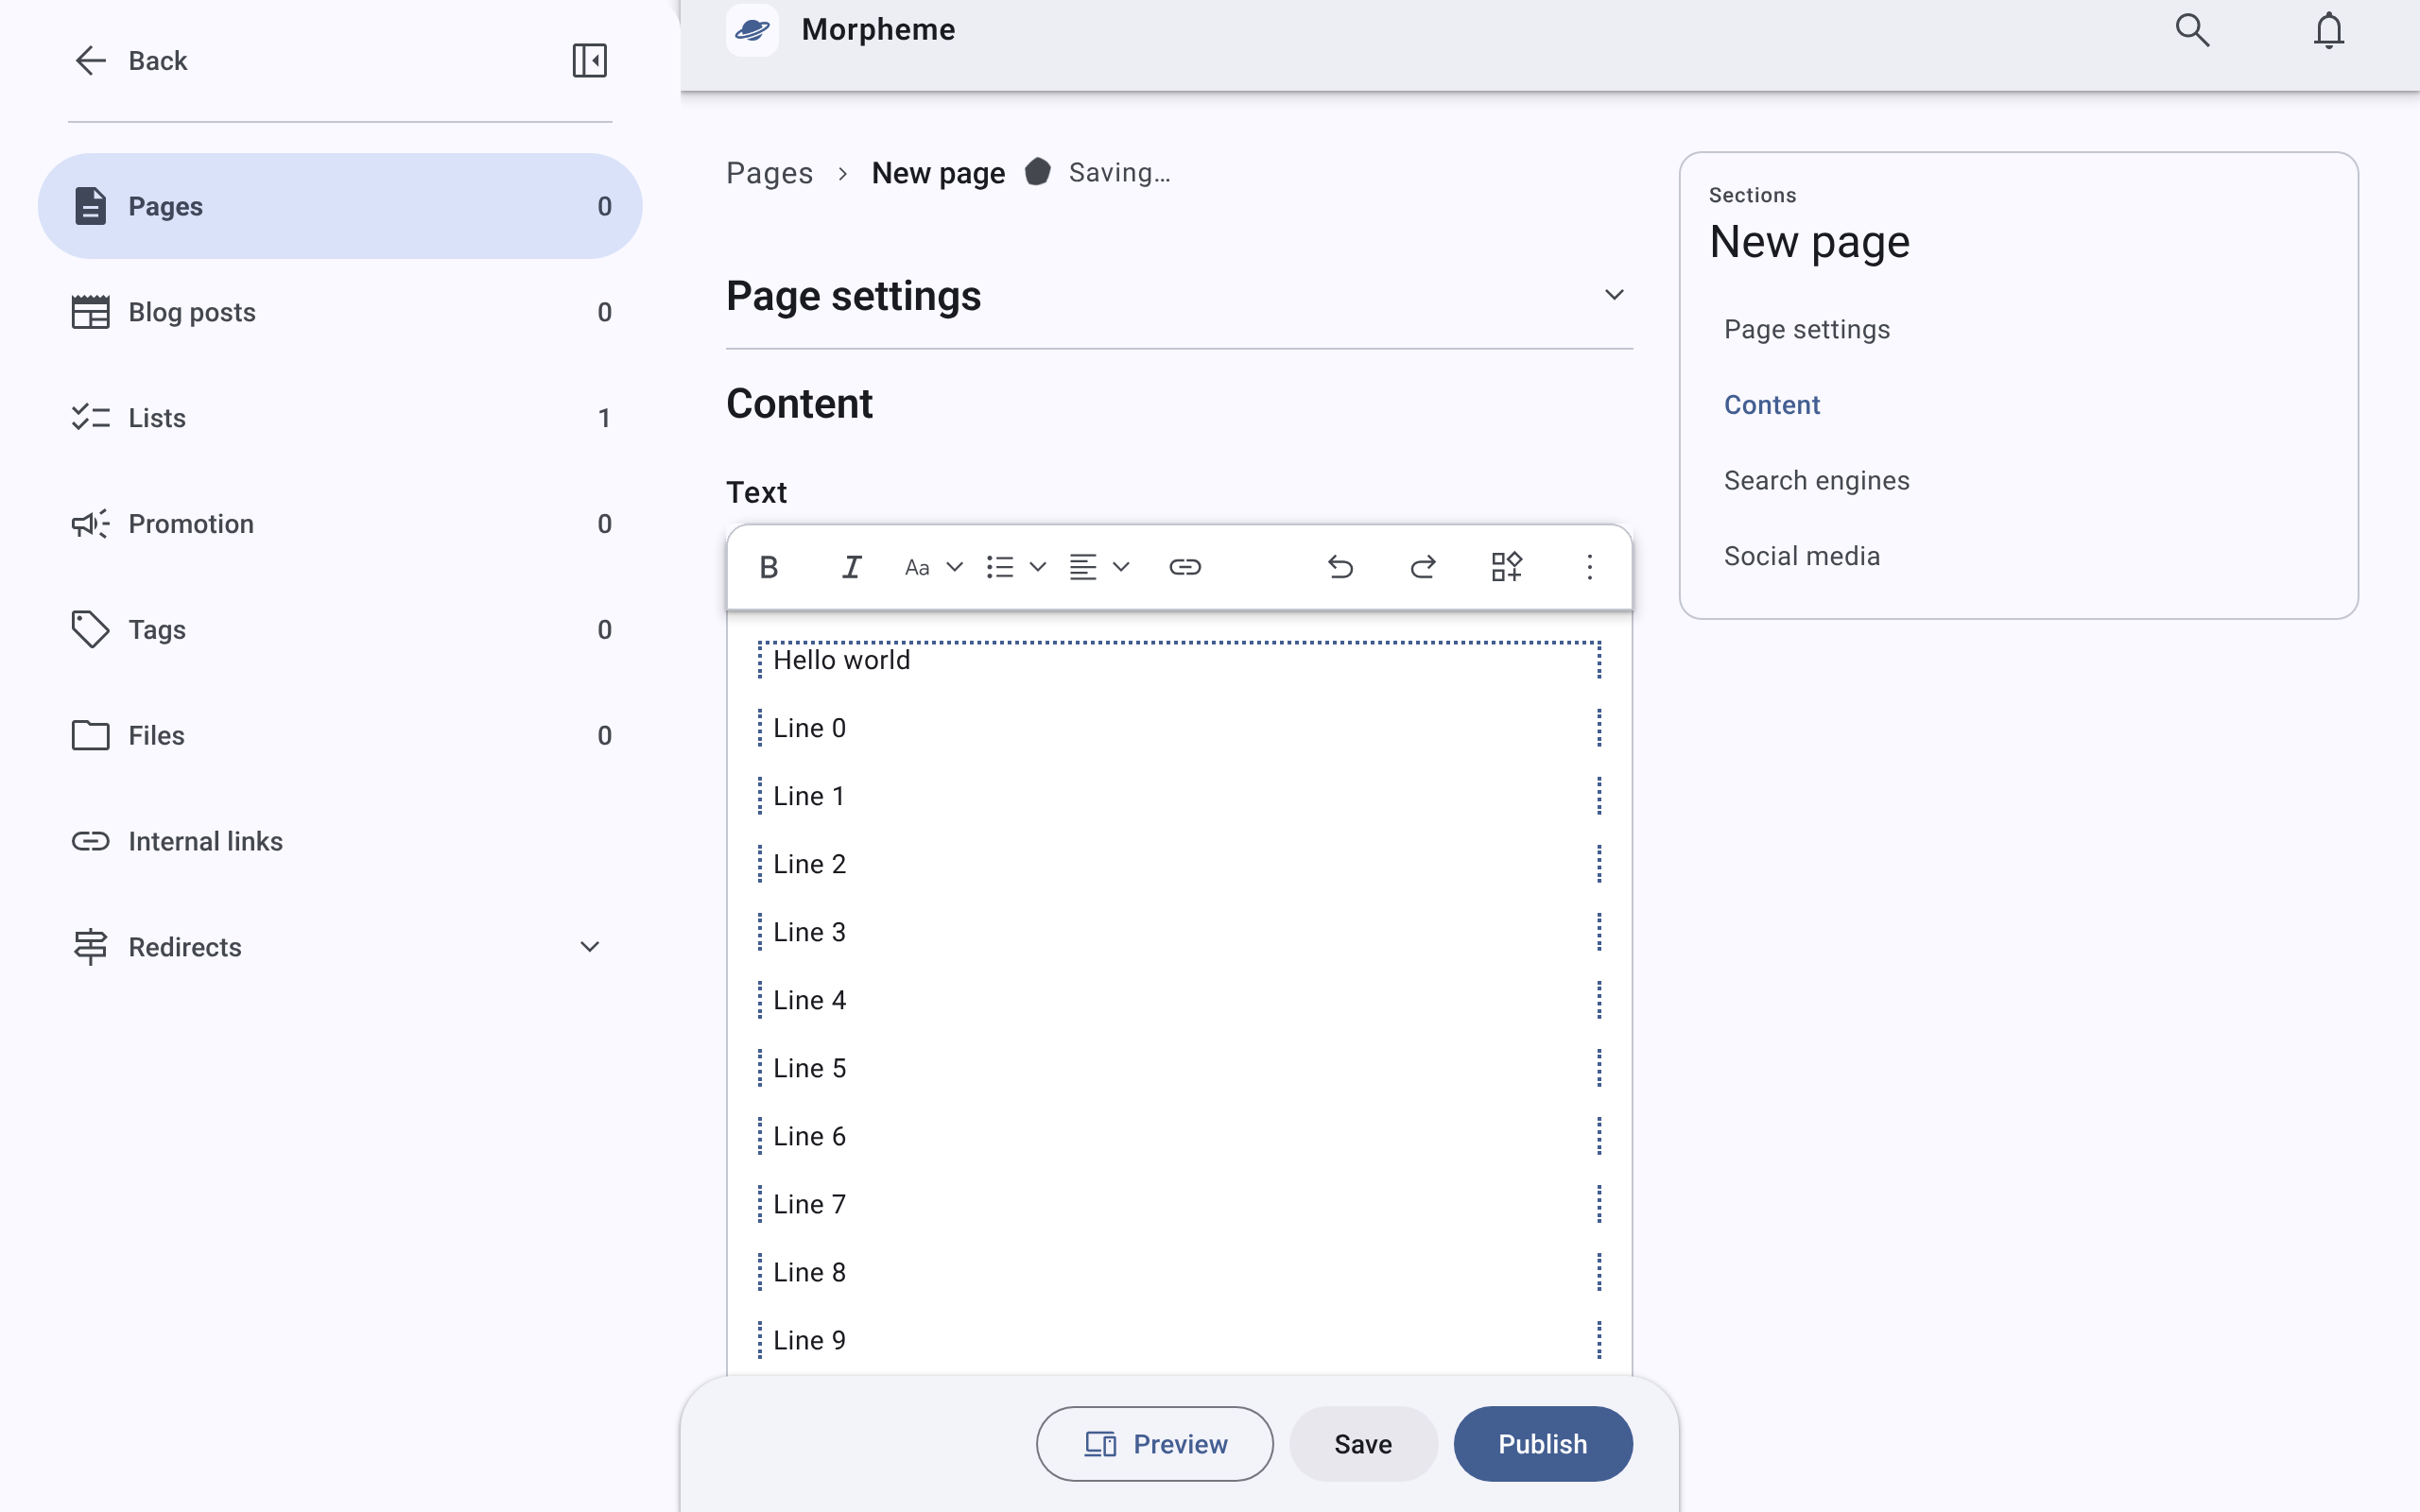 Back
Pages 0
Blog posts 0
Lists 1
Promotion 0
Tags 0
Files 0
Internal links
Redirects
Morpheme
Pages New page Saving...
Page settings
Content
Text
B I Aa
Hello world
Line 0
Line 1
Line 2
Line 3
Line 4
Line 5
Line 6
Line 7
Line 8
Line 9
Preview Save Publish
Sections
New page
Page settings
Content
Search engines
Social media